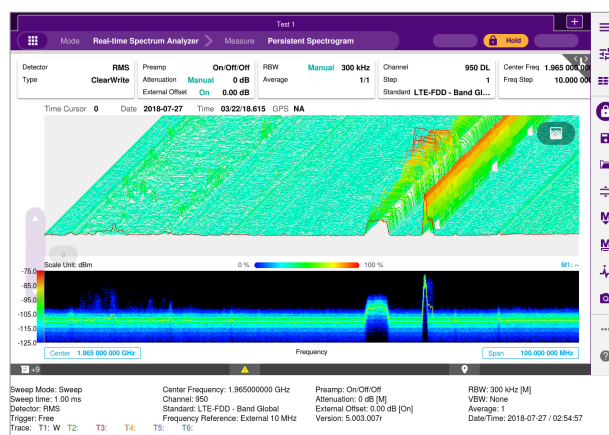 Test 1
Mode Real-time Spectrum Analyzer Measure Persistent Spectrogram Hold
Detector RMS Preamp On/Off/Off RBW Manual 300 kHz Channel 950 DL Center Freq 1.965 000 00
Type ClearWrite Attenuation Manual 0 dB Average 1/1 Step 1 Freq Step 10.000 00
External Offset On 0.00 dB Standard LTE-FDD - Band Gl...
Time Cursor 0 Date 2018-07-27 Time 03/22/18.615 GPS NA
0
Scale Unit: dBm 0 % 100 % M1: --
-75.0
-85.0
-95.0
-105.0
-115.0
-125.0
Center 1.965 000 000 GHz Frequency Span 100.000 000 MHz
+9
Sweep Mode: Sweep Center Frequency: 1.965000000 GHz Preamp: On/Off/Off RBW: 300 kHz [M]
Sweep time: 1.00 ms Channel: 950 Attenuation: 0 dB [M] VBW: None
Detector: RMS Standard: LTE-FDD - Band Global External Offset: 0.00 dB [On] Average: 1
Trigger: Free Frequency Reference: External 10 MHz Version: 5.003.007r Date/Time: 2018-07-27 / 02:54:57
Trace: T1: W T2: T3: T4: T5: T6: